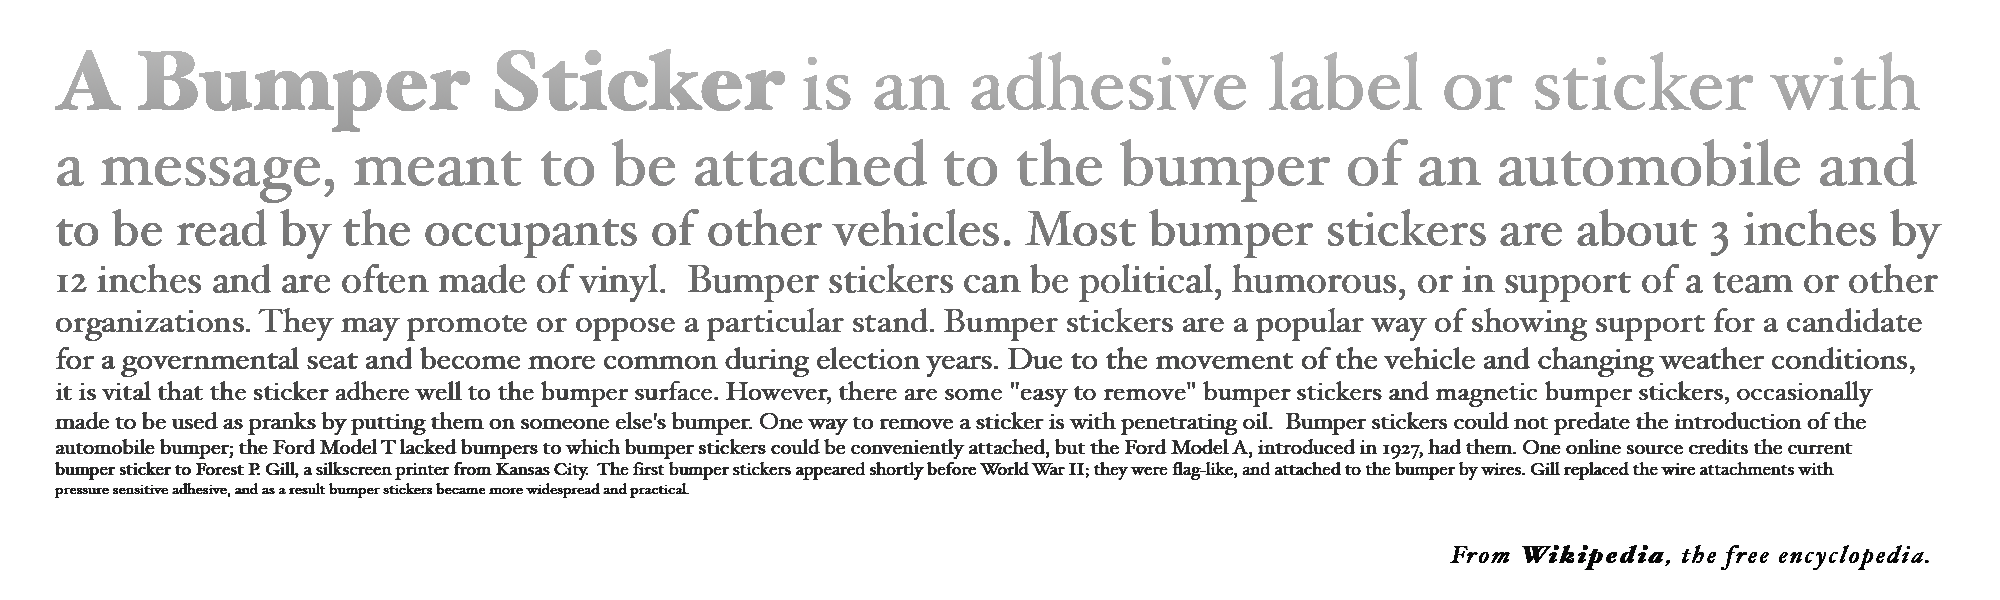 A Bumper Sticker is an adhesive label or sticker with
a message, meant to be attached to the bumper of an automobile and
to be read by the occupants of other vehicles. Most bumper stickers are about 3 inches by
12 inches and are often made of vinyl.  Bumper stickers can be political, humorous, or in support of a team or other
organizations. They may promote or oppose a particular stand. Bumper stickers are a popular way of showing support for a candidate
for a governmental seat and become more common during election years. Due to the movement of the vehicle and changing weather conditions,
it is vital that the sticker adhere well to the bumper surface. However, there are some "easy to remove" bumper stickers and magnetic bumper stickers, occasionally
made to be used as pranks by putting them on someone else's bumper. One way to remove a sticker is with penetrating oil.  Bumper stickers could not predate the introduction of the
automobile bumper; the Ford Model T lacked bumpers to which bumper stickers could be conveniently attached, but the Ford Model A, introduced in 1927, had them. One online source credits the current
bumper sticker to Forest P. Gill, a silkscreen printer from Kansas City.  The first bumper stickers appeared shortly before World War II; they were flag-like, and attached to the bumper by wires. Gill replaced the wire attachments with
pressure sensitive adhesive, and as a result bumper stickers became more widespread and practical.
From Wikipedia, the free encyclopedia.